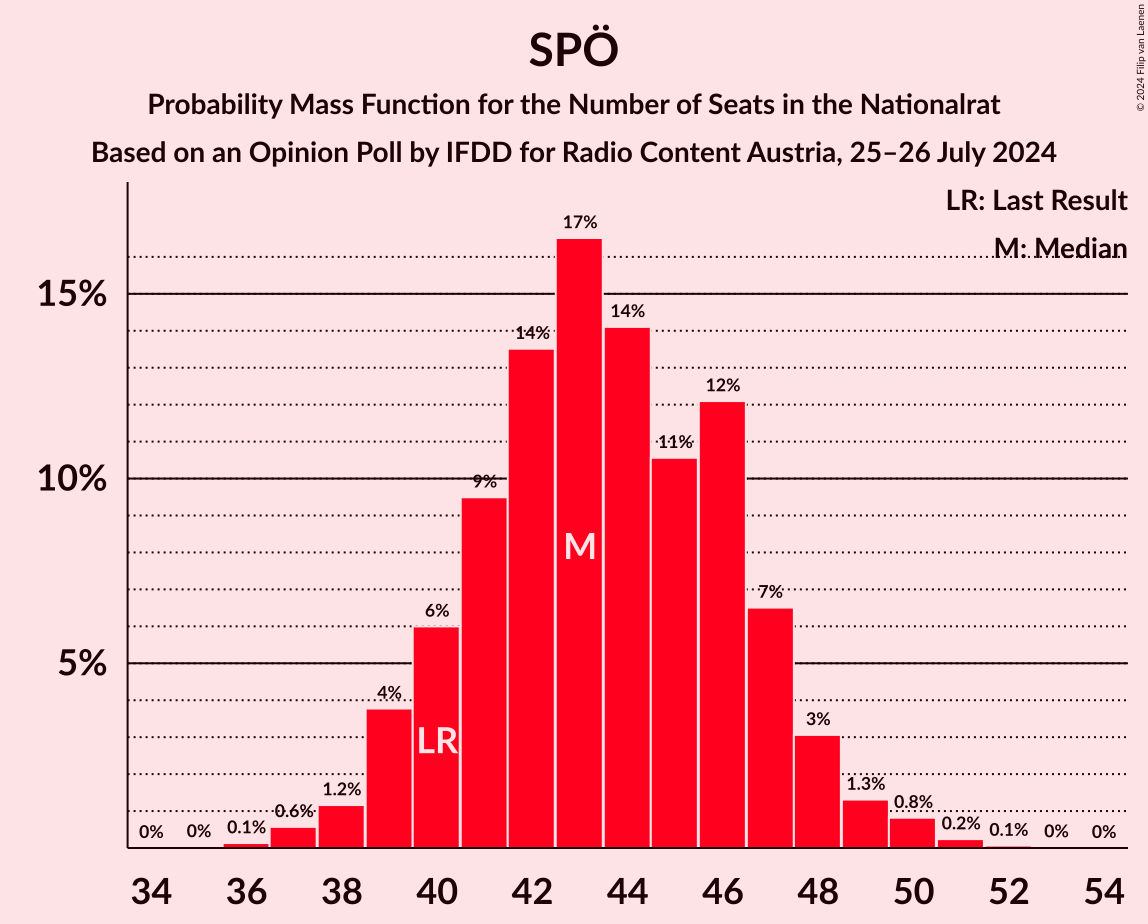 SPÖ
Probability Mass Function for the Number of Seats in the Nationalrat
Based on an Opinion Poll by IFDD for Radio Content Austria, 25–26 July 2024
© 2024 Filip van Laenen
LR: Last Result
M: Median
15%
10%
5%
0%
0%
0.1%
0.6%
1.2%
4%
6%
9%
14%
17%
14%
11%
12%
7%
3%
1.3%
0.8%
0.2%
0.1%
0%
0%
LR
M
34 36 38 40 42 44 46 48 50 52 54